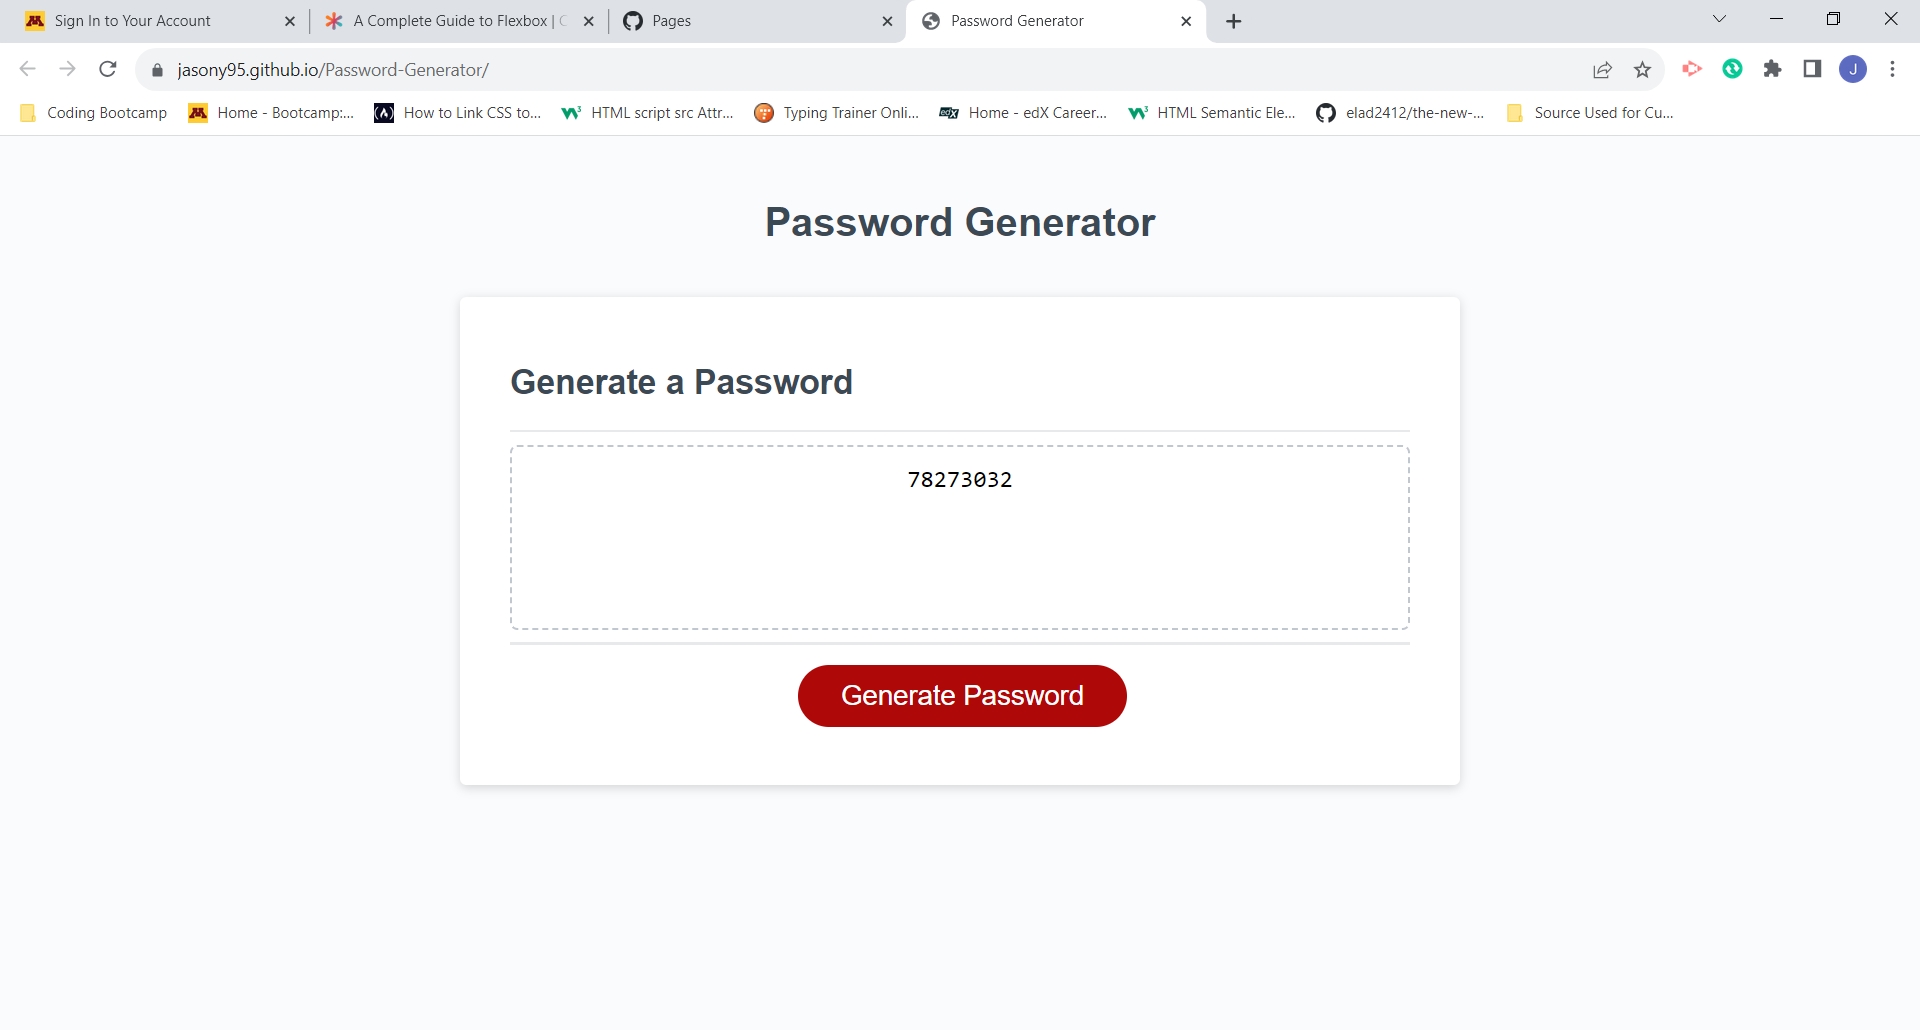 Sign In to Your Account
A Complete Guide to Flexbox |
Pages
Password Generator
jasony95.github.io/Password-Generator/
J
Coding Bootcamp
Home - Bootcamp:...
How to Link CSS to...
HTML script src Attr...
Typing Trainer Onli...
edX
Home - edX Career...
HTML Semantic Ele...
elad2412/the-new-...
Source Used for Cu...
Password Generator
Generate a Password
78273032
Generate Password